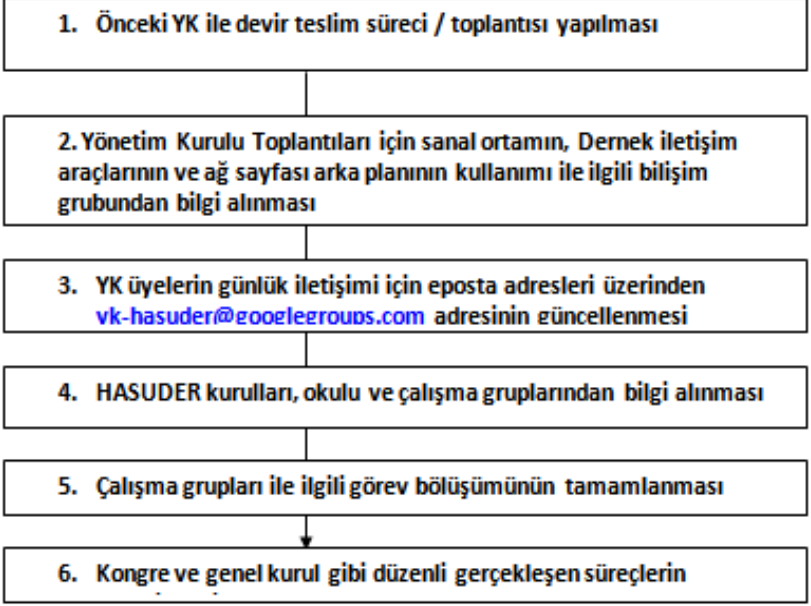 1. Önceki YK ile devir teslim süreci / toplantısı yapılması
2. Yönetim Kurulu Toplantıları için sanal ortamın, Dernek iletişim
araçlarının ve ağ sayfası arka planının kullanımı ile ilgili bilişim
grubundan bilgi alınması
3. YK üyelerin günlük iletişimi için eposta adresleri üzerinden
yk-hasuder@googlegroups.com adresinin güncellenmesi
4. HASUDER kurulları, okulu ve çalışma gruplarından bilgi alınması
5. Çalışma grupları ile ilgili görev bölüşümünün tamamlanması
6. Kongre ve genel kurul gibi düzenli gerçekleşen süreçlerin